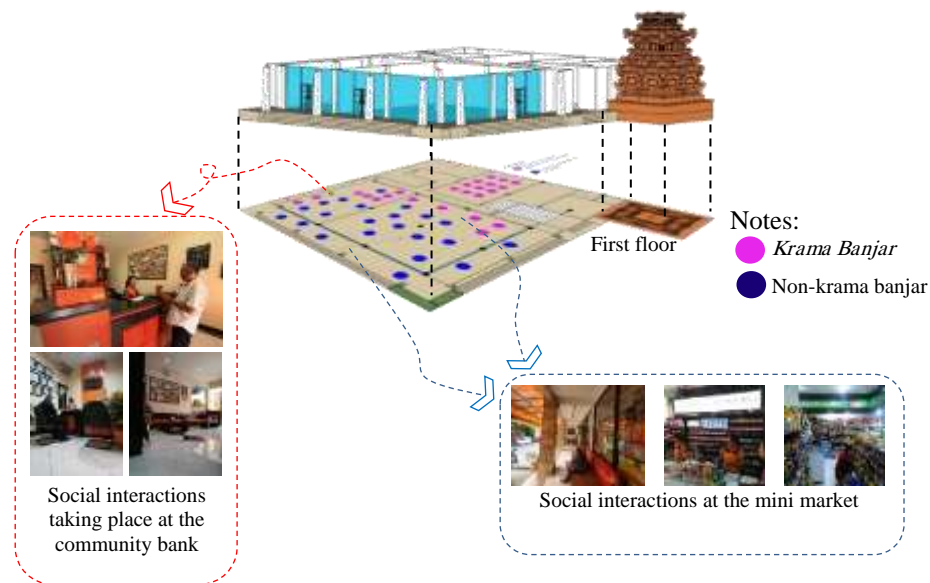 First floor
Notes:
Krama Banjar
Non-krama banjar
Social interactions
taking place at the
community bank
Social interactions at the mini market